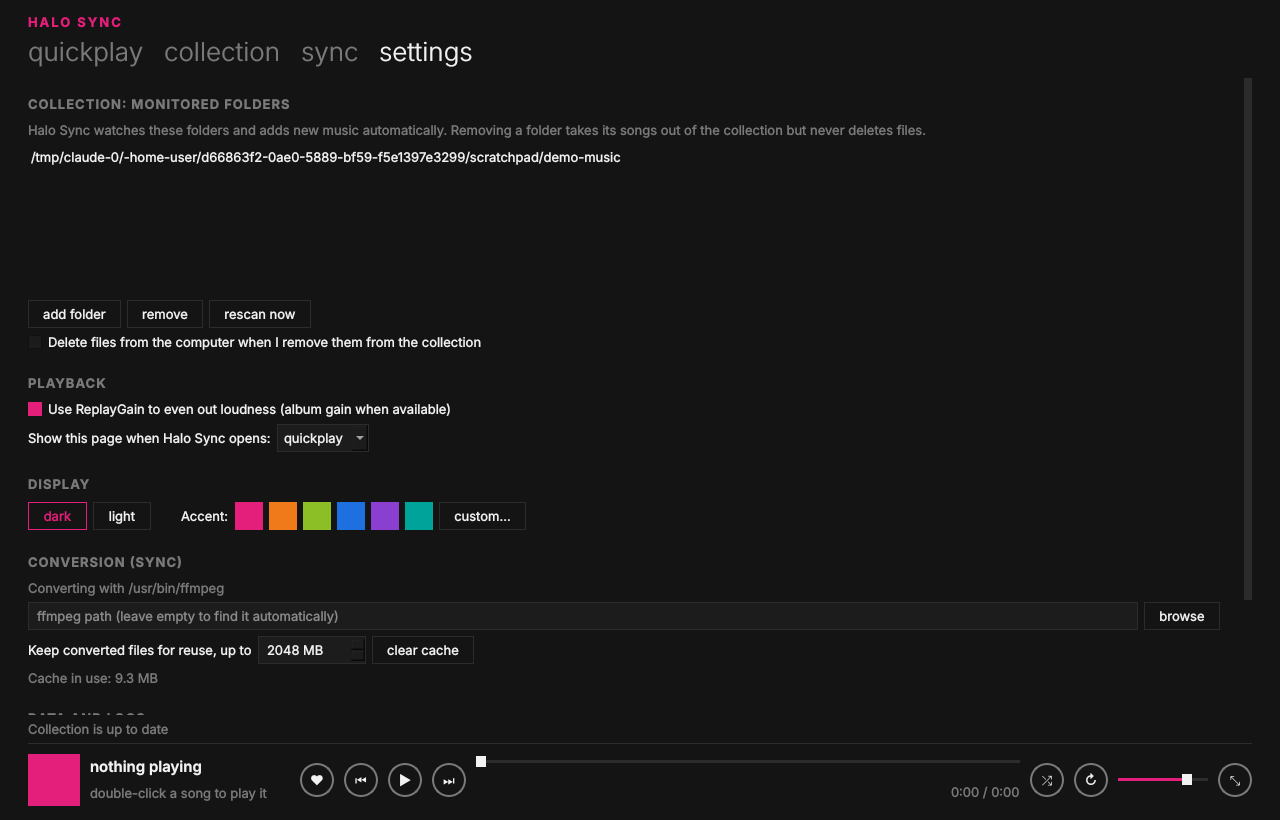 HALO SYNC
quickplay collection sync settings
COLLECTION: MONITORED FOLDERS
Halo Sync watches these folders and adds new music automatically. Removing a folder takes its songs out of the collection but never deletes files.
/tmp/claude-0/-home-user/d66863f2-0ae0-5889-bf59-f5e1397e3299/scratchpad/demo-music
add folder remove rescan now
Delete files from the computer when I remove them from the collection
PLAYBACK
Use ReplayGain to even out loudness (album gain when available)
Show this page when Halo Sync opens: quickplay
DISPLAY
dark light Accent: custom...
CONVERSION (SYNC)
Converting with /usr/bin/ffmpeg
ffmpeg path (leave empty to find it automatically) browse
Keep converted files for reuse, up to 2048 MB clear cache
Cache in use: 9.3 MB
Collection is up to date
nothing playing
double-click a song to play it 0:00 / 0:00